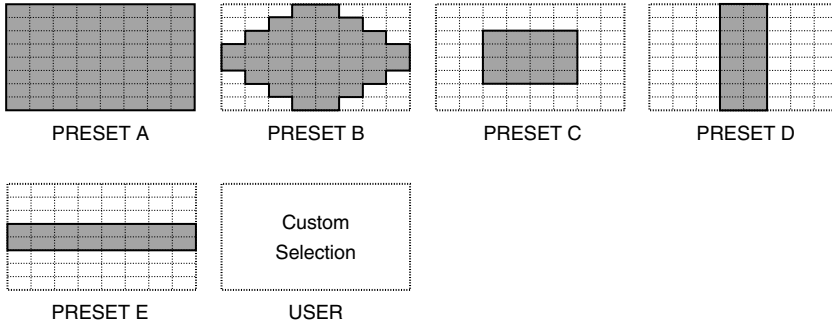 PRESET A
PRESET B
PRESET C
PRESET D
Custom
Selection
PRESET E
USER